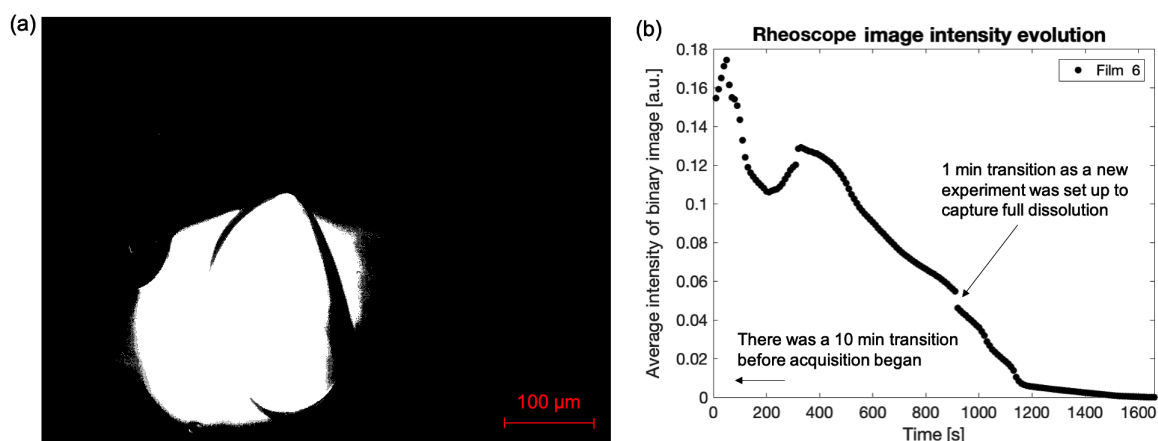 (a)
100 µm
(b)
Rheoscope image intensity evolution
Average intensity of binary image [a.u.]
0.18
0.16
0.14
0.12
0.1
0.08
0.06
0.04
0.02
0
Film 6
1 min transition as a new
experiment was set up to
capture full dissolution
There was a 10 min transition
before acquisition began
0 200 400 600 800 1000 1200 1400 1600
Time [s]